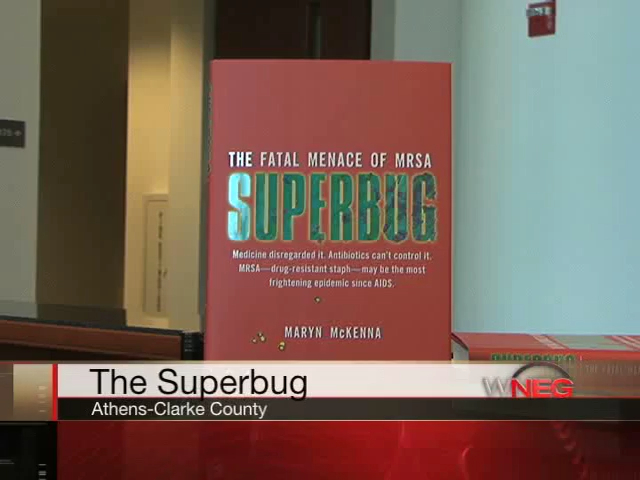 THE FATAL MENACE OF MRSA
SUPERBUG
Medicine disregarded it. Antibiotics can't control it.
MRSA—drug-resistant staph—may be the most
frightening epidemic since AIDS.
MARYN McKENNA
SUPERBUG
The Superbug
WNEG
Athens-Clarke County